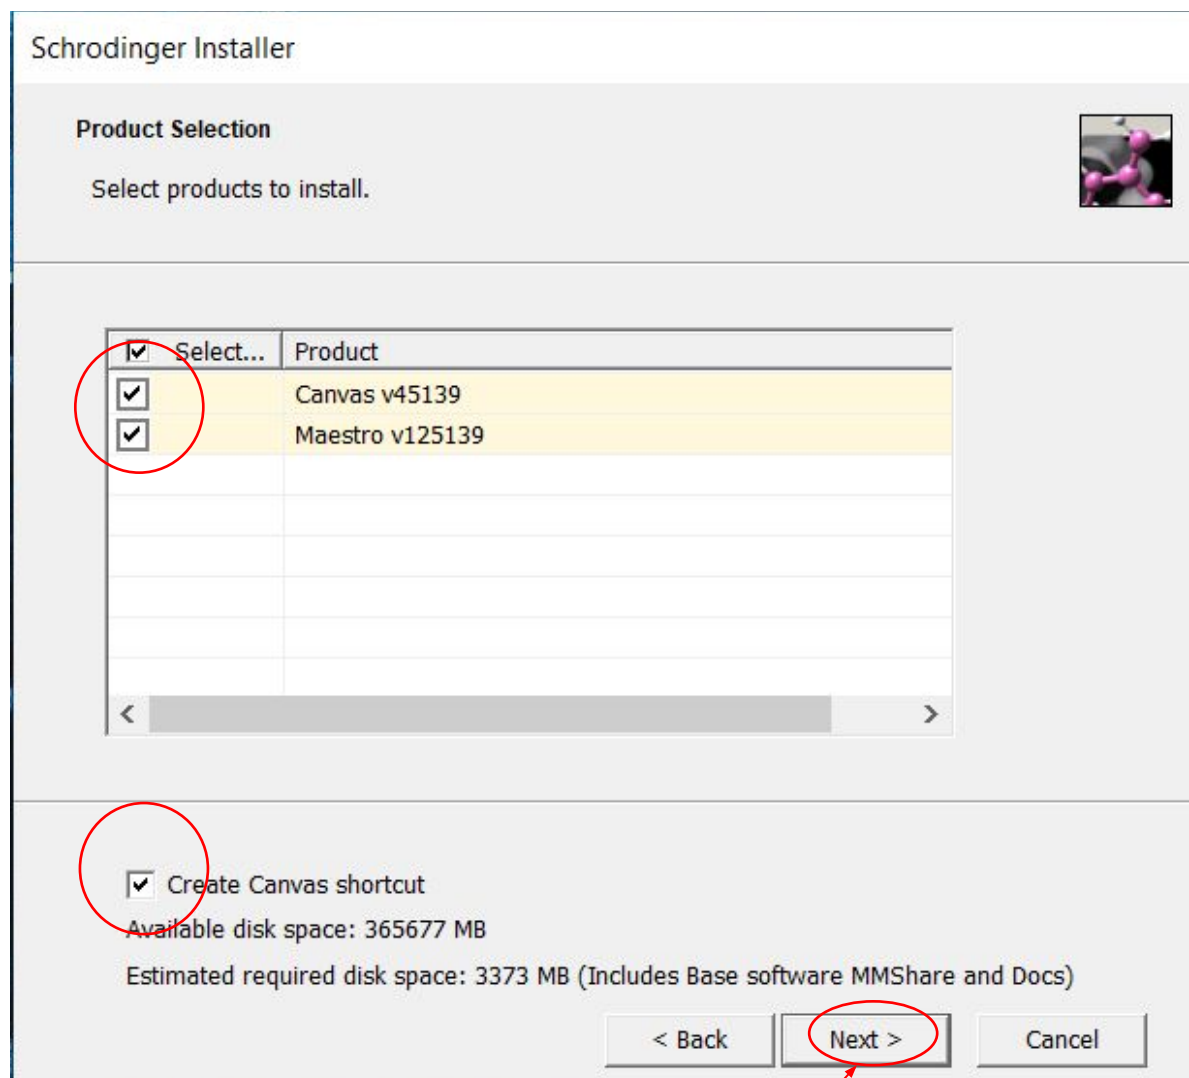 Schrodinger Installer
Product Selection
Select products to install.
Select... Product
Canvas v45139
Maestro v125139
Create Canvas shortcut
Available disk space: 365677 MB
Estimated required disk space: 3373 MB (Includes Base software MMShare and Docs)
< Back Next > Cancel